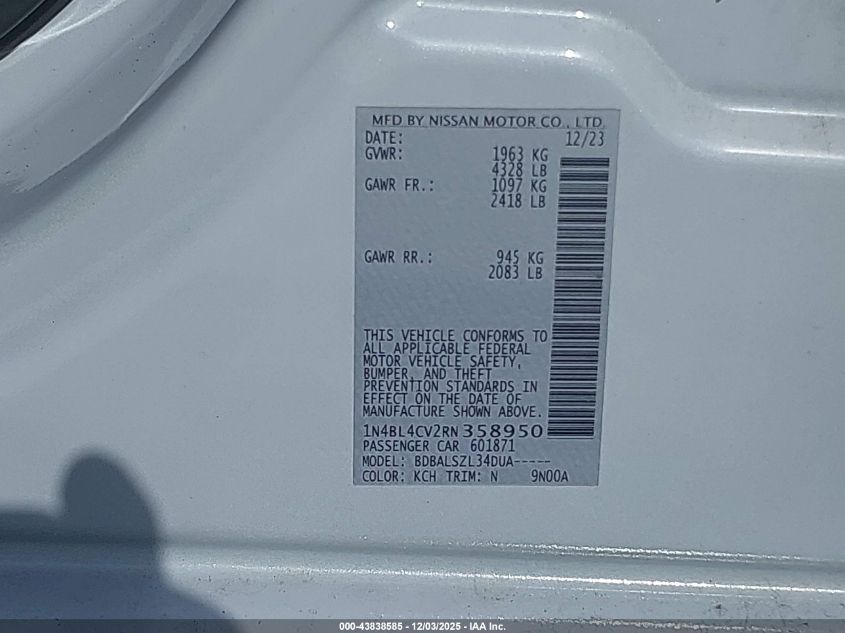 MFD BY NISSAN MOTOR CO., LTD.
DATE: 12/23
GVWR: 1963 KG
4328 LB
GAWR FR.: 1097 KG
2418 LB
GAWR RR.: 945 KG
2083 LB
THIS VEHICLE CONFORMS TO
ALL APPLICABLE FEDERAL
MOTOR VEHICLE SAFETY,
BUMPER, AND THEFT
PREVENTION STANDARDS IN
EFFECT ON THE DATE OF
MANUFACTURE SHOWN ABOVE.
1N4BL4CV2RN358950
PASSENGER CAR 601871
MODEL: BDBALSZL34DUA-----
COLOR: KCH TRIM: N 9N00A
000-43838585 - 12/03/2025 - IAA Inc.